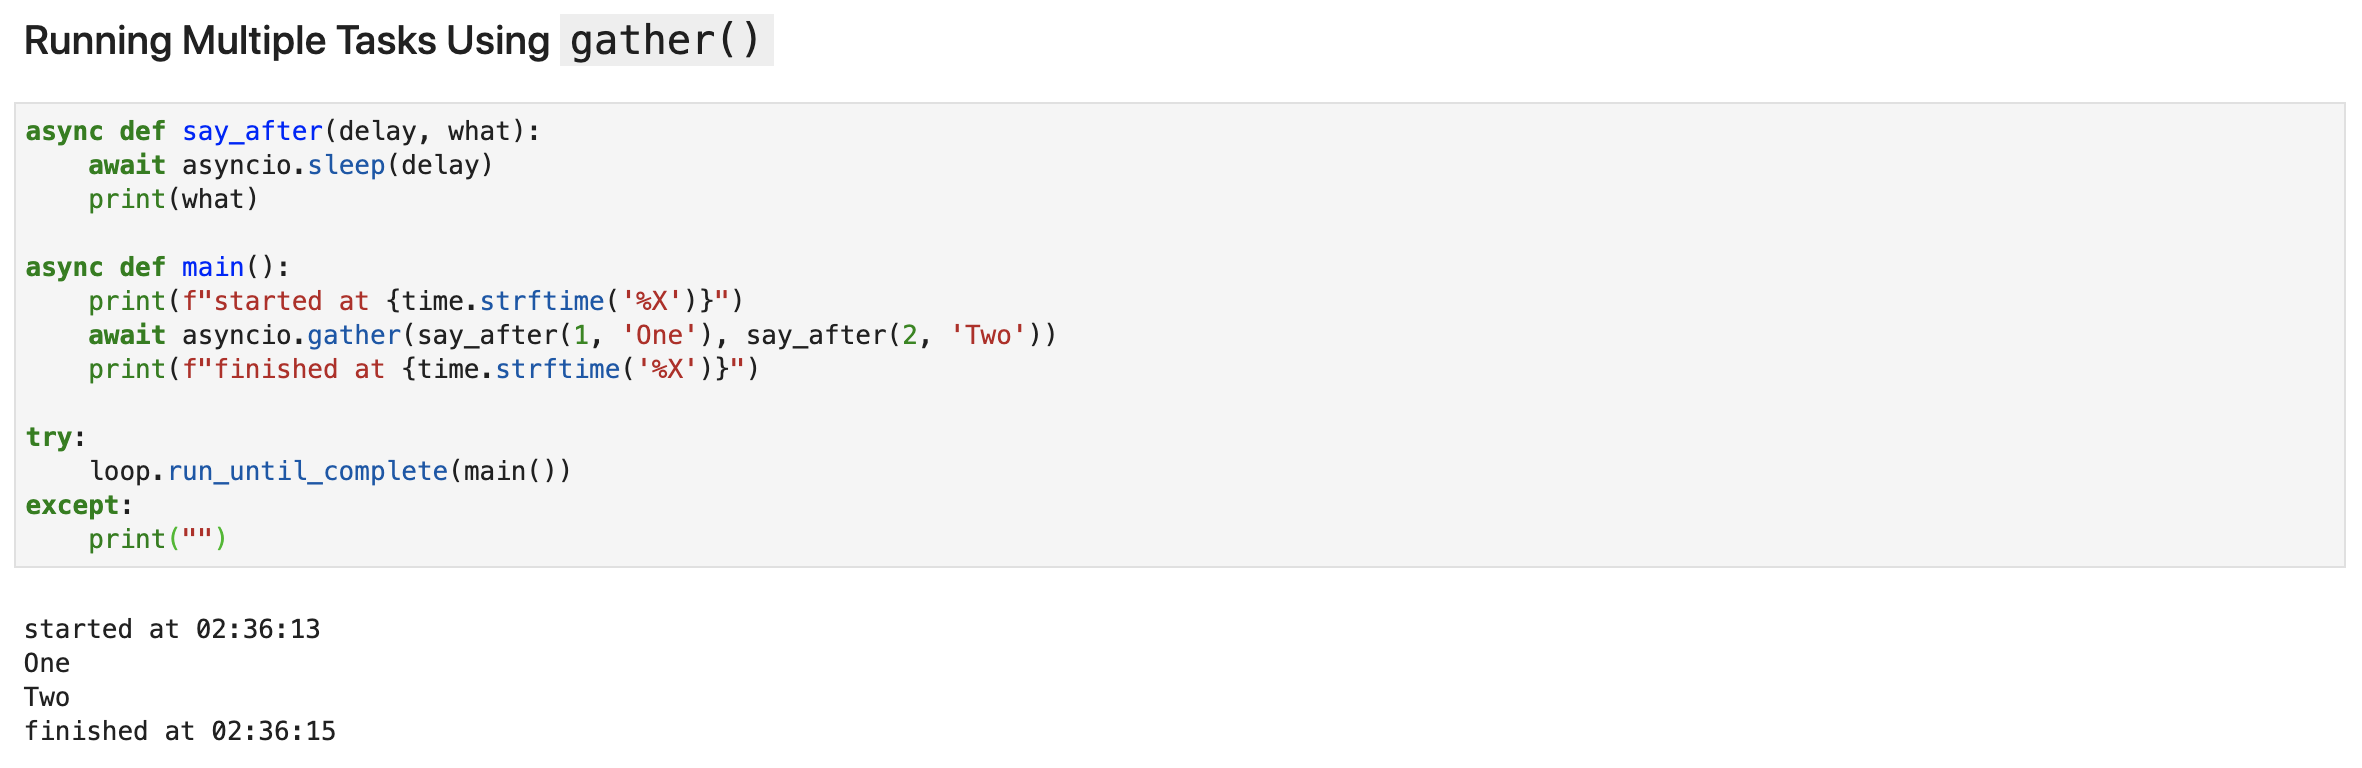 Running Multiple Tasks Using gather()
async def say_after(delay, what):
    await asyncio.sleep(delay)
    print(what)

async def main():
    print(f"started at {time.strftime('%X')}")
    await asyncio.gather(say_after(1, 'One'), say_after(2, 'Two'))
    print(f"finished at {time.strftime('%X')}")

try:
    loop.run_until_complete(main())
except:
    print("")

started at 02:36:13
One
Two
finished at 02:36:15